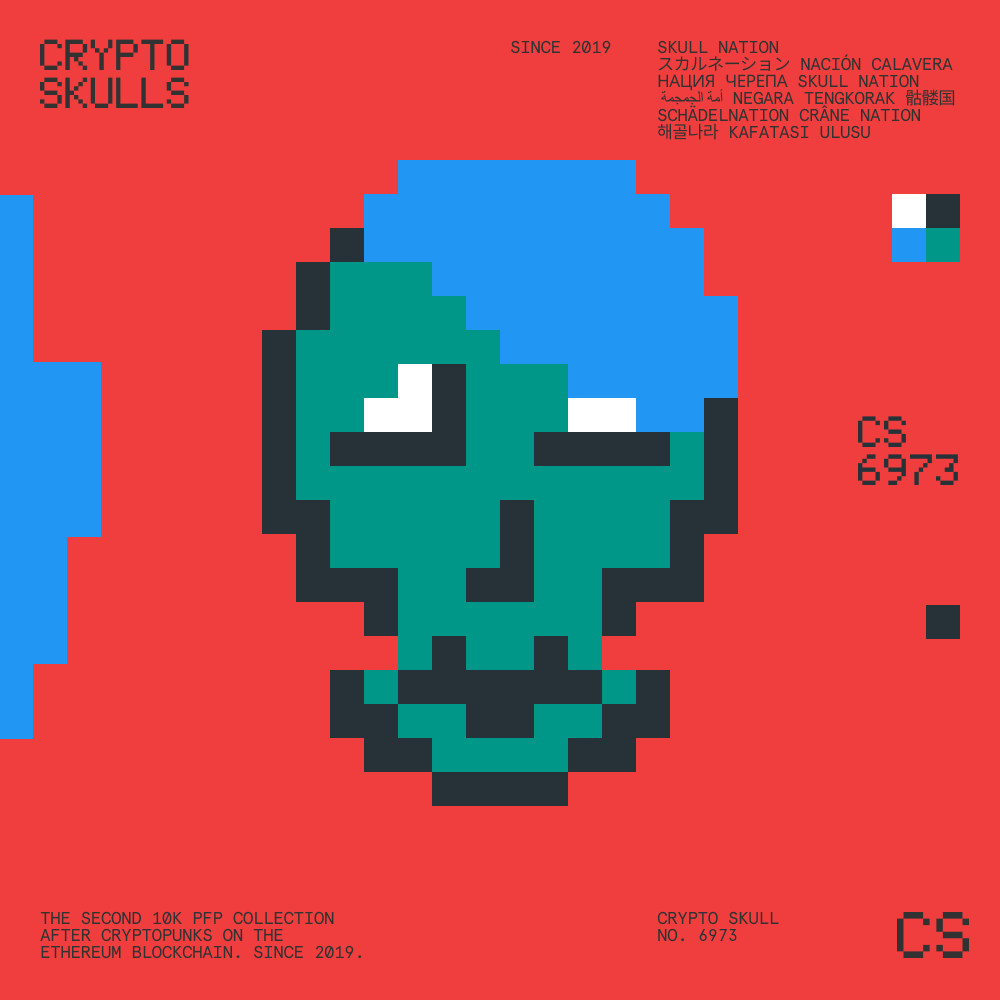 CRYPTO
SKULLS
SINCE 2019
SKULL NATION
スカルネーション NACIÓN CALAVERA
НАЦИЯ ЧЕРЕПА SKULL NATION
أمة الجمجمة NEGARA TENGKORAK 骷髅国
SCHÄDELNATION CRÂNE NATION
해골나라 KAFATASI ULUSU
CS
6973
THE SECOND 10K PFP COLLECTION
AFTER CRYPTOPUNKS ON THE
ETHEREUM BLOCKCHAIN. SINCE 2019.
CRYPTO SKULL
NO. 6973
CS